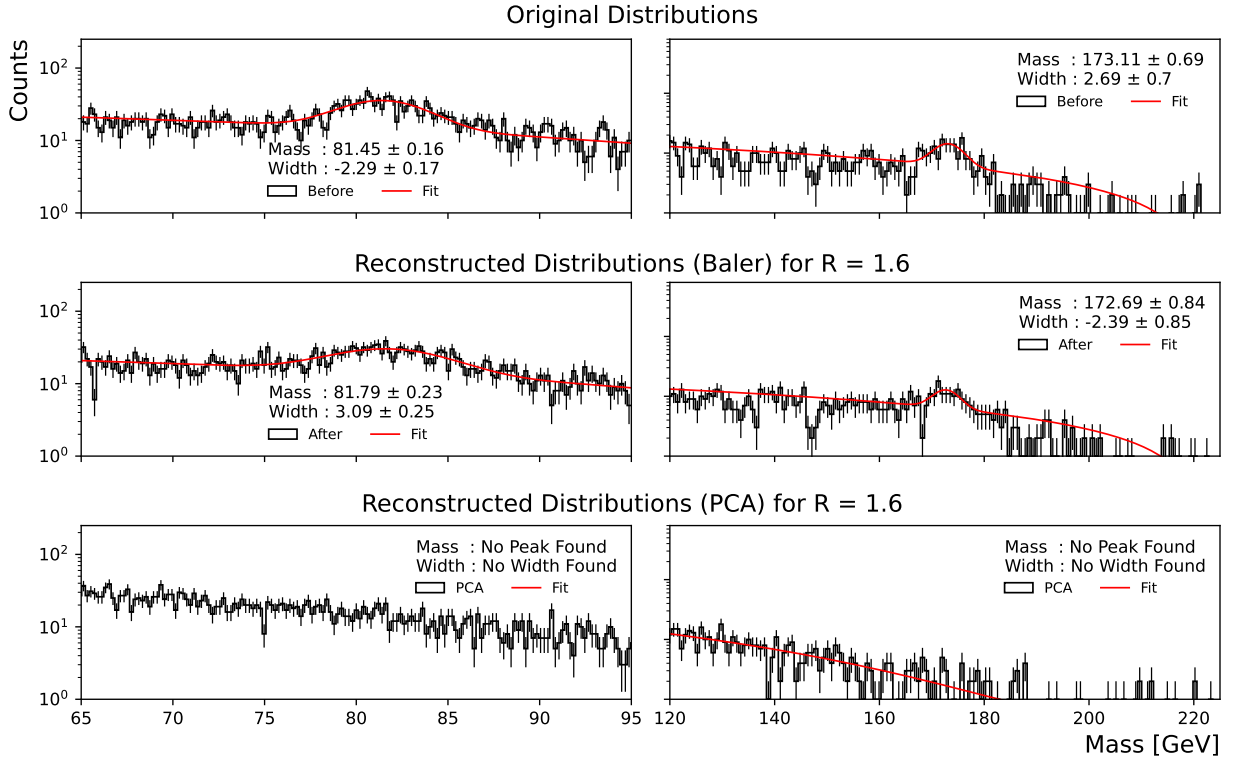 Original Distributions
Counts
10²
10¹
10⁰
Mass : 81.45 ± 0.16
Width : -2.29 ± 0.17
Before Fit
Mass : 173.11 ± 0.69
Width : 2.69 ± 0.7
Before Fit
Reconstructed Distributions (Baler) for R = 1.6
10²
10¹
10⁰
Mass : 81.79 ± 0.23
Width : 3.09 ± 0.25
After Fit
Mass : 172.69 ± 0.84
Width : -2.39 ± 0.85
After Fit
Reconstructed Distributions (PCA) for R = 1.6
10²
10¹
10⁰
Mass : No Peak Found
Width : No Width Found
PCA Fit
Mass : No Peak Found
Width : No Width Found
PCA Fit
65 70 75 80 85 90 95
120 140 160 180 200 220
Mass [GeV]